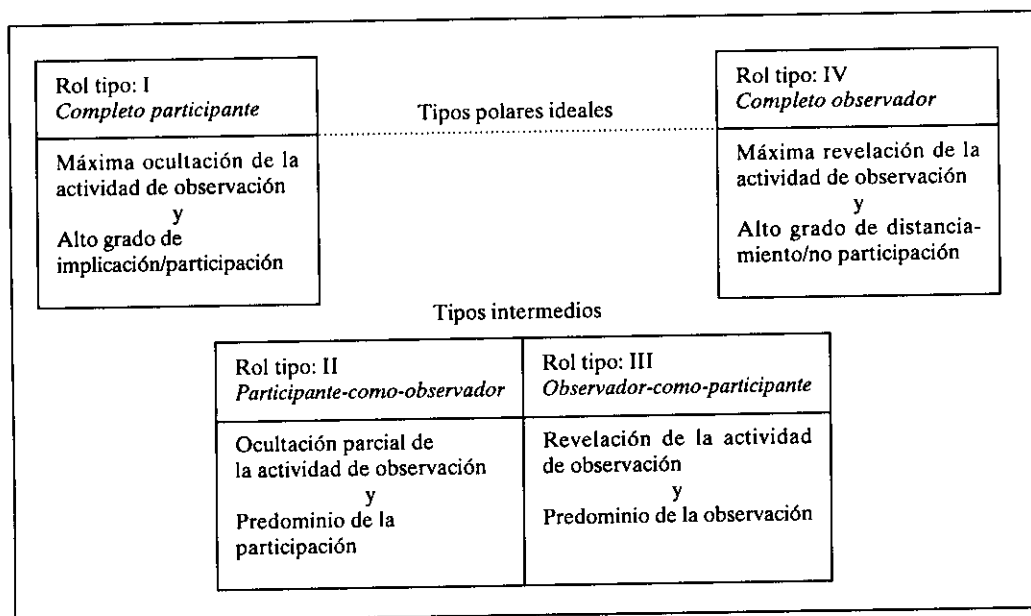 Rol tipo: I
Completo participante
Máxima ocultación de la
actividad de observación
y
Alto grado de
implicación/participación
Tipos polares ideales
Rol tipo: IV
Completo observador
Máxima revelación de la
actividad de observación
y
Alto grado de distancia-
miento/no participación
Tipos intermedios
Rol tipo: II
Participante-como-observador
Ocultación parcial de
la actividad de observación
y
Predominio de la
participación
Rol tipo: III
Observador-como-participante
Revelación de la actividad
de observación
y
Predominio de la observación